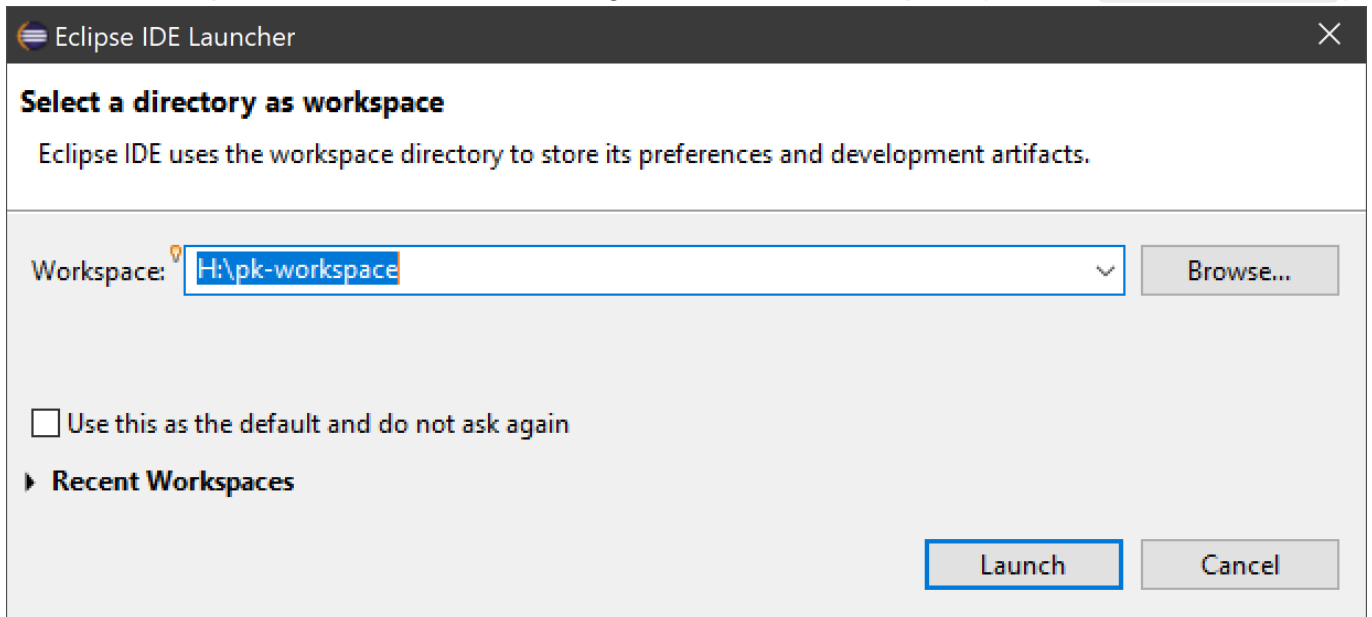 Eclipse IDE Launcher
Select a directory as workspace
Eclipse IDE uses the workspace directory to store its preferences and development artifacts.
Workspace: H:\pk-workspace Browse...
Use this as the default and do not ask again
Recent Workspaces
Launch Cancel